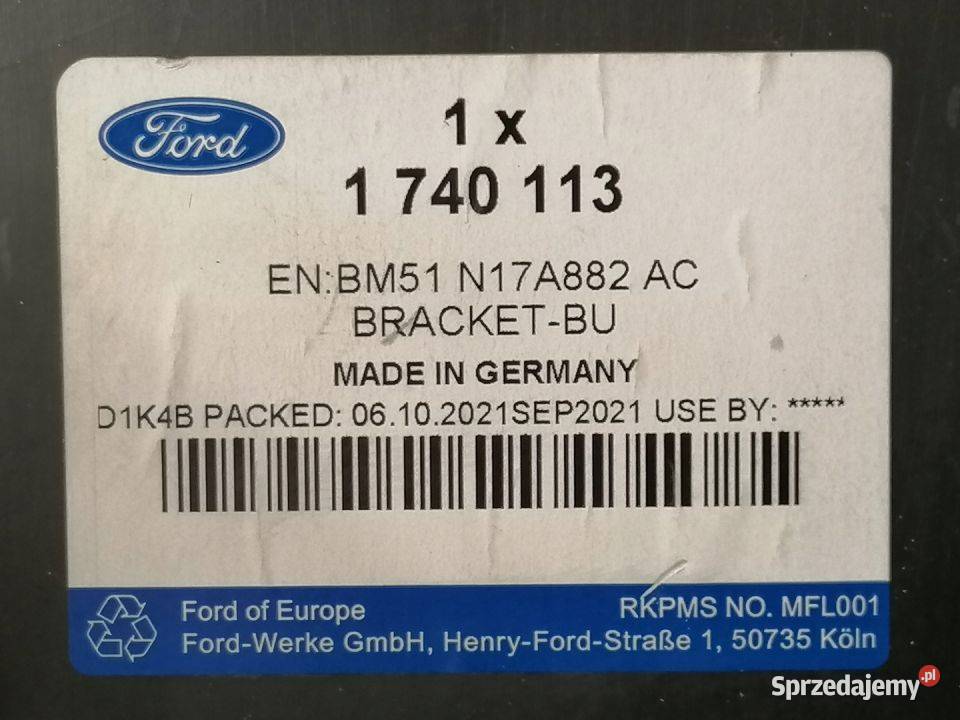 Ford
1 x
1 740 113
EN:BM51 N17A882 AC
BRACKET-BU
MADE IN GERMANY
D1K4B PACKED: 06.10.2021SEP2021 USE BY: *****
Ford of Europe
RKPMS NO. MFL001
Ford-Werke GmbH, Henry-Ford-Straße 1, 50735 Köln
Sprzedajemy.pl